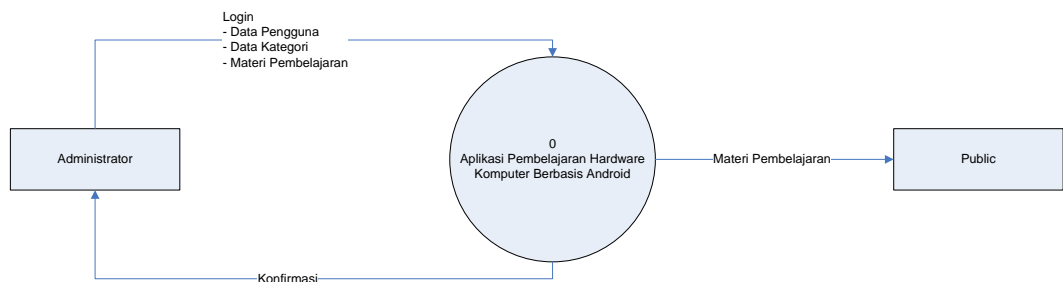 Login
- Data Pengguna
- Data Kategori
- Materi Pembelajaran
Administrator
0
Aplikasi Pembelajaran Hardware
Komputer Berbasis Android
Materi Pembelajaran
Public
Konfirmasi